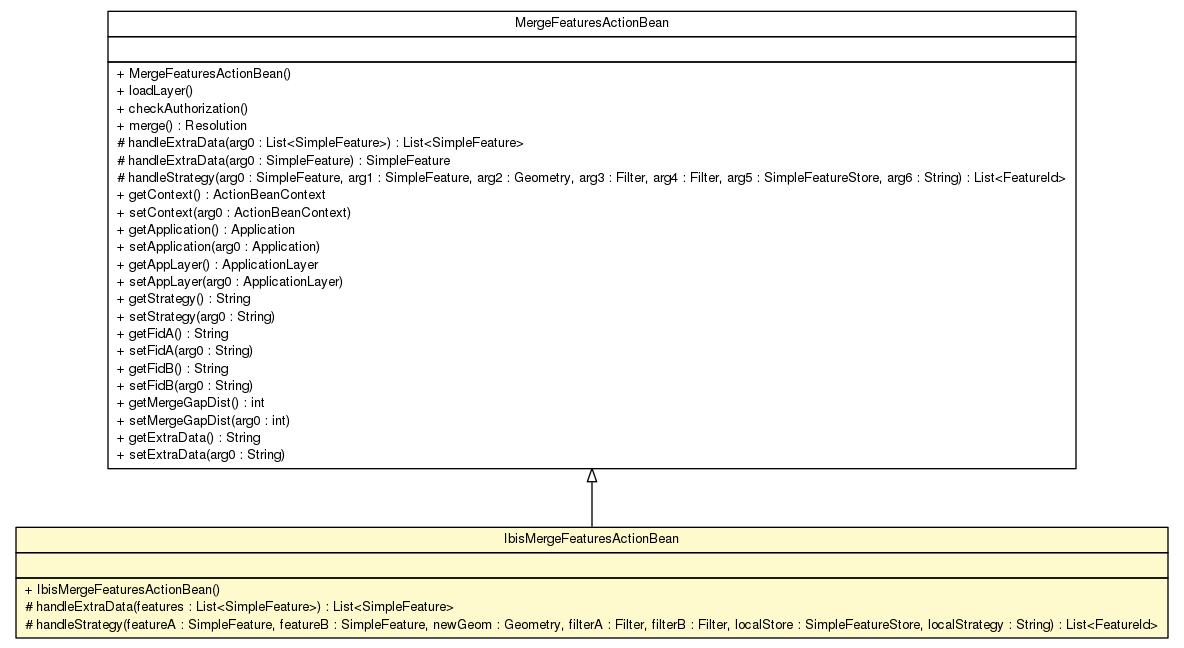 MergeFeaturesActionBean
+ MergeFeaturesActionBean()
+ loadLayer()
+ checkAuthorization()
+ merge() : Resolution
# handleExtraData(arg0 : List<SimpleFeature>) : List<SimpleFeature>
# handleExtraData(arg0 : SimpleFeature) : SimpleFeature
# handleStrategy(arg0 : SimpleFeature, arg1 : SimpleFeature, arg2 : Geometry, arg3 : Filter, arg4 : Filter, arg5 : SimpleFeatureStore, arg6 : String) : List<FeatureId>
+ getContext() : ActionBeanContext
+ setContext(arg0 : ActionBeanContext)
+ getApplication() : Application
+ setApplication(arg0 : Application)
+ getAppLayer() : ApplicationLayer
+ setAppLayer(arg0 : ApplicationLayer)
+ getStrategy() : String
+ setStrategy(arg0 : String)
+ getFidA() : String
+ setFidA(arg0 : String)
+ getFidB() : String
+ setFidB(arg0 : String)
+ getMergeGapDist() : int
+ setMergeGapDist(arg0 : int)
+ getExtraData() : String
+ setExtraData(arg0 : String)
IbisMergeFeaturesActionBean
+ IbisMergeFeaturesActionBean()
# handleExtraData(features : List<SimpleFeature>) : List<SimpleFeature>
# handleStrategy(featureA : SimpleFeature, featureB : SimpleFeature, newGeom : Geometry, filterA : Filter, filterB : Filter, localStore : SimpleFeatureStore, localStrategy : String) : List<FeatureId>